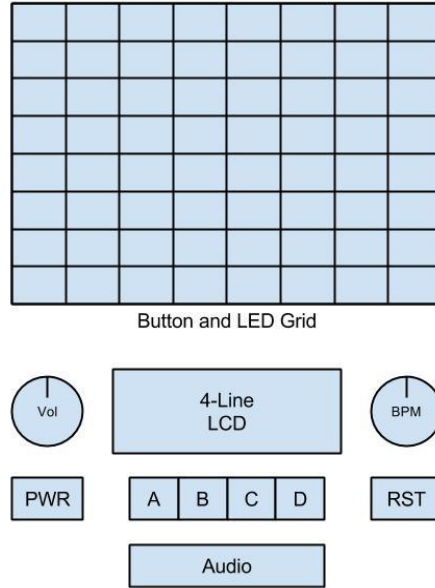 Button and LED Grid
Vol
4-Line
LCD
BPM
PWR
A B C D
RST
Audio